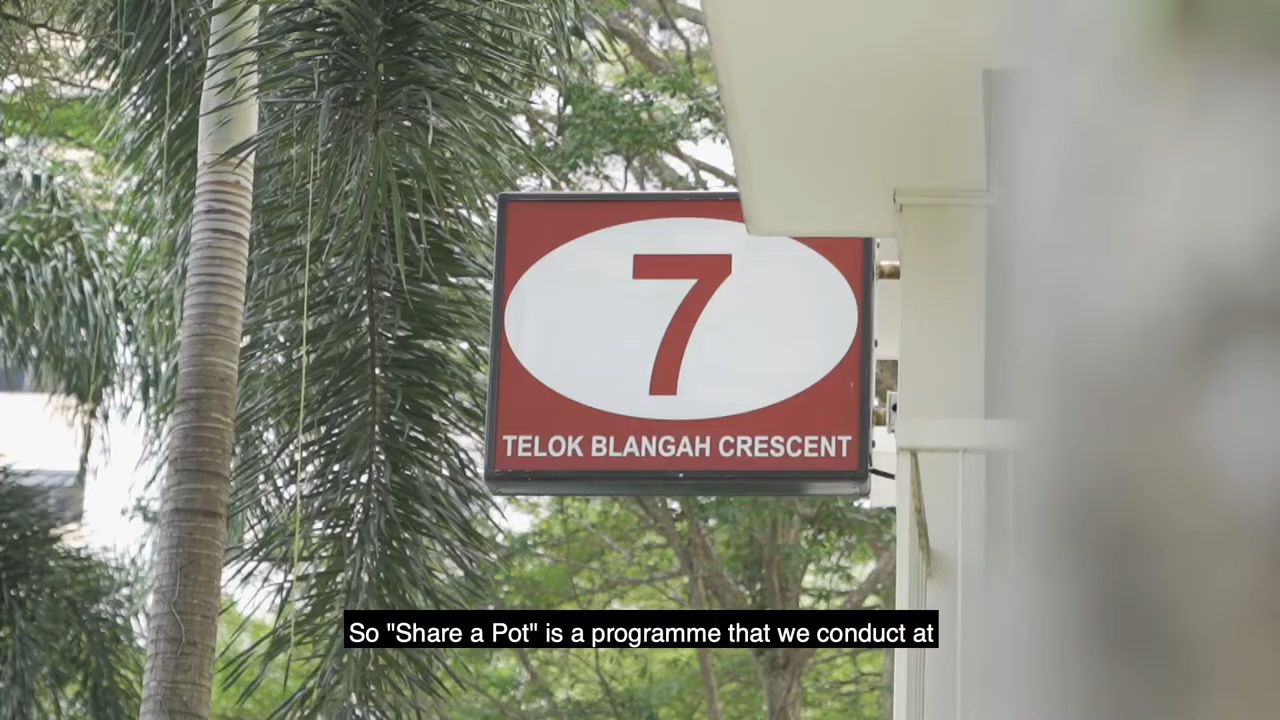 7
TELOK BLANGAH CRESCENT
So "Share a Pot" is a programme that we conduct at